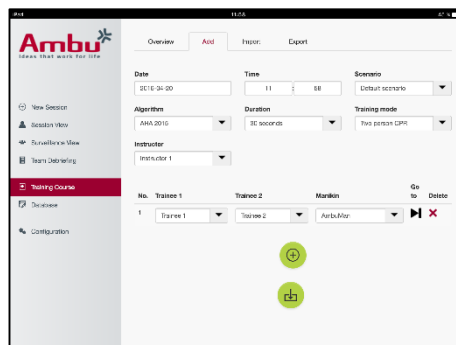 iPad 11:58
Ambu
Ideas that work for life
Overview Add Import Export
Date Time Scenario
2016-04-20 11 : 58 Default scenario
Algorithm Duration Training mode
AHA 2015 30 seconds Two person CPR
Instructor
Instructor 1
New Session
Session View
Surveillance View
Team Debriefing
Training Course
Database
Configuration
No. Trainee 1 Trainee 2 Manikin Go to Delete
1 Trainee 1 Trainee 2 AmbuMan